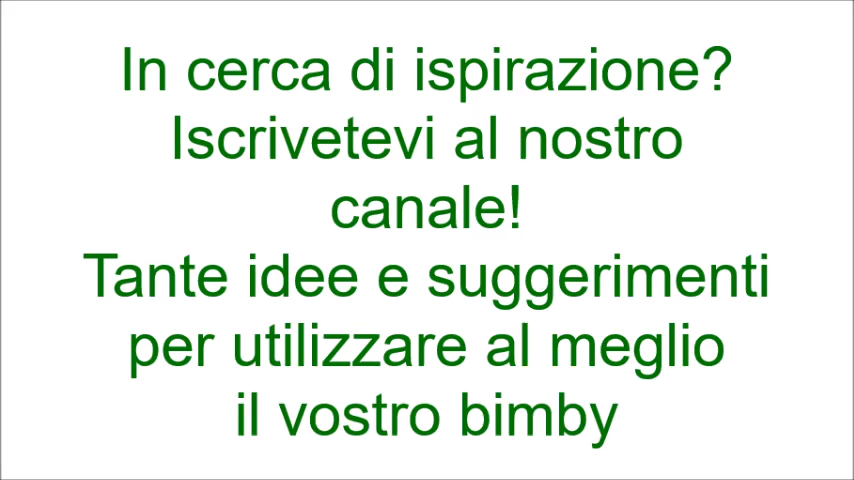 In cerca di ispirazione?
Iscrivetevi al nostro
canale!
Tante idee e suggerimenti
per utilizzare al meglio
il vostro bimby